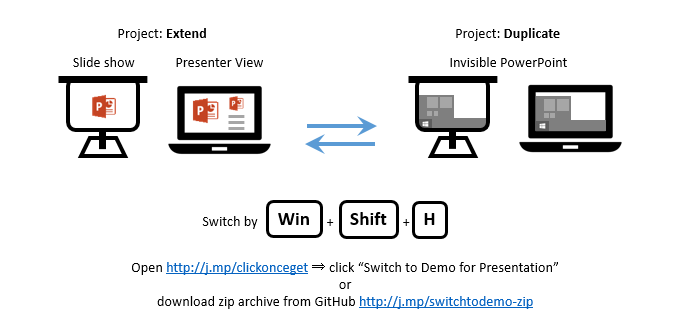 Project: Extend
Project: Duplicate
Slide show
Presenter View
Invisible PowerPoint
Switch by Win + Shift + H
Open http://j.mp/clickonceget ⇒ click “Switch to Demo for Presentation”
or
download zip archive from GitHub http://j.mp/switchtodemo-zip